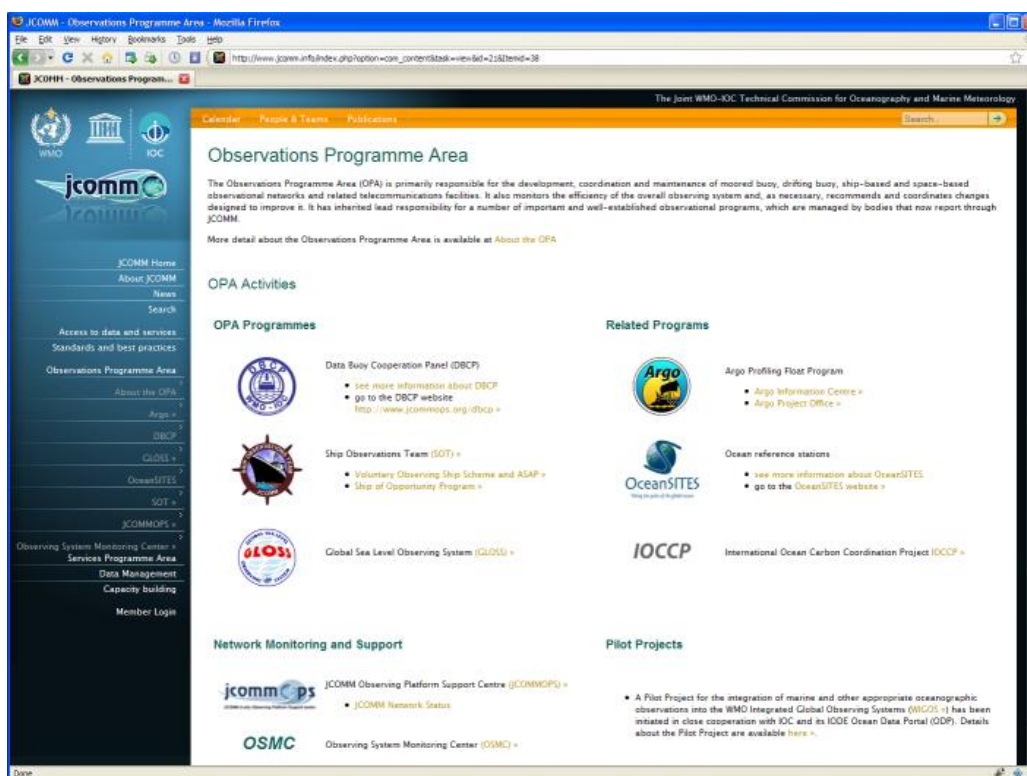 JCOMM - Observations Programme Area - Mozilla Firefox
File Edit View History Bookmarks Tools Help
http://www.jcomm.info/index.php?option=com_content&task=view&id=21&Itemid=38
JCOMM - Observations Program...
The Joint WMO-IOC Technical Commission for Oceanography and Marine Meteorology
Calendar People & Teams Publications
Search...
WMO
IOC
jcomm
JCOMM Home
About JCOMM
News
Search
Access to data and services
Standards and best practices
Observations Programme Area
About the OPA
Argo »
DBCP
GLOSS »
OceanSITES
SOT »
JCOMMOPS »
Observing System Monitoring Center »
Services Programme Area
Data Management
Capacity building
Member Login
Observations Programme Area
The Observations Programme Area (OPA) is primarily responsible for the development, coordination and maintenance of moored buoy, drifting buoy, ship-based and space-based
observational networks and related telecommunications facilities. It also monitors the efficiency of the overall observing system and, as necessary, recommends and coordinates changes
designed to improve it. It has inherited lead responsibility for a number of important and well-established observational programs, which are managed by bodies that now report through
JCOMM.
More detail about the Observations Programme Area is available at About the OPA
OPA Activities
OPA Programmes
DBCP
WMO-IOC
Data Buoy Cooperation Panel (DBCP)
• see more information about DBCP
• go to the DBCP website
http://www.jcommops.org/dbcp »
SHIP OBSERVATIONS TEAM
JCOMM
Ship Observations Team (SOT) »
• Voluntary Observing Ship Scheme and ASAP »
• Ship of Opportunity Program »
GLOSS
Global Sea Level Observing System (GLOSS) »
Related Programs
Argo
Argo Profiling Float Program
• Argo Information Centre »
• Argo Project Office »
OceanSITES
Ocean reference stations
• see more information about OceanSITES
• go to the OceanSITES website »
IOCCP
International Ocean Carbon Coordination Project IOCCP »
Network Monitoring and Support
jcommops
JCOMM Observing Platform Support Centre (JCOMMOPS) »
• JCOMM Network Status
OSMC
Observing System Monitoring Center (OSMC) »
Pilot Projects
• A Pilot Project for the integration of marine and other appropriate oceanographic
observations into the WMO Integrated Global Observing Systems (WIGOS ») has been
initiated in close cooperation with IOC and its IODE Ocean Data Portal (ODP). Details
about the Pilot Project are available here ».
Done